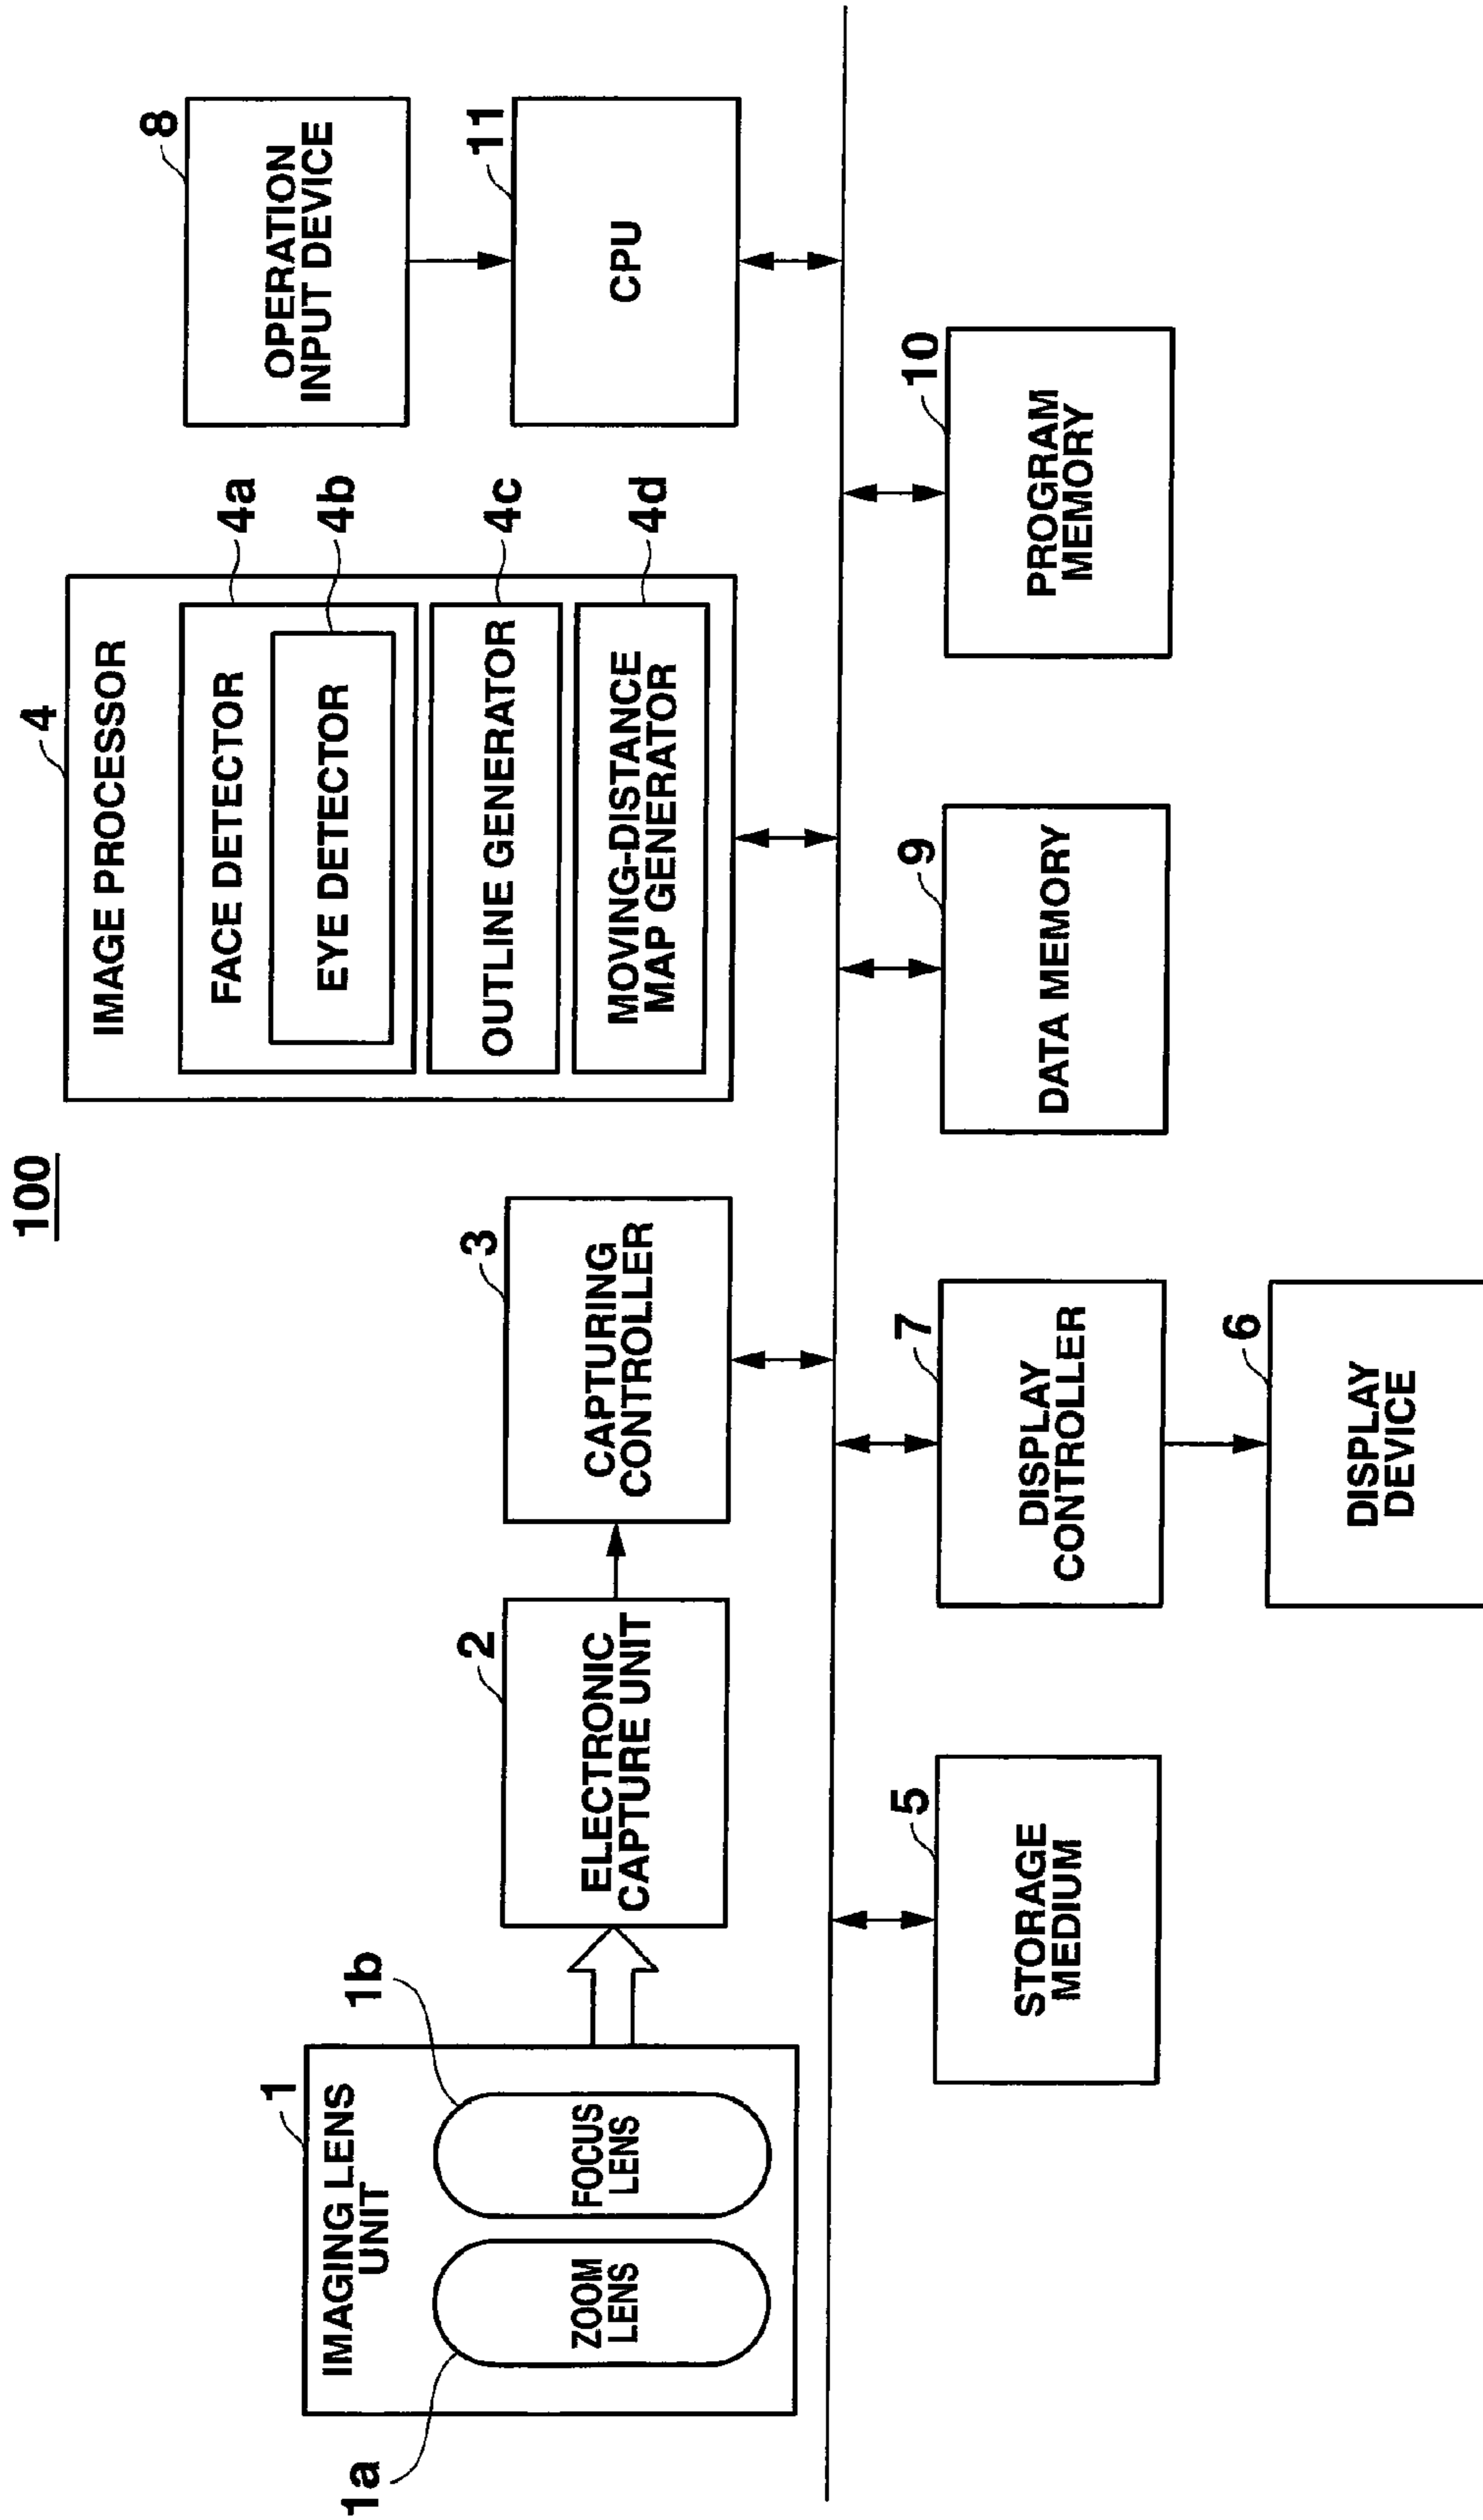 100
1
IMAGING LENS
UNIT
1a
ZOOM
LENS
1b
FOCUS
LENS
2
ELECTRONIC
CAPTURE UNIT
3
CAPTURING
CONTROLLER
4
IMAGE PROCESSOR
4a
FACE DETECTOR
4b
EYE DETECTOR
4c
OUTLINE GENERATOR
4d
MOVING-DISTANCE
MAP GENERATOR
8
OPERATION
INPUT DEVICE
11
CPU
5
STORAGE
MEDIUM
7
DISPLAY
CONTROLLER
6
DISPLAY
DEVICE
9
DATA MEMORY
10
PROGRAM
MEMORY